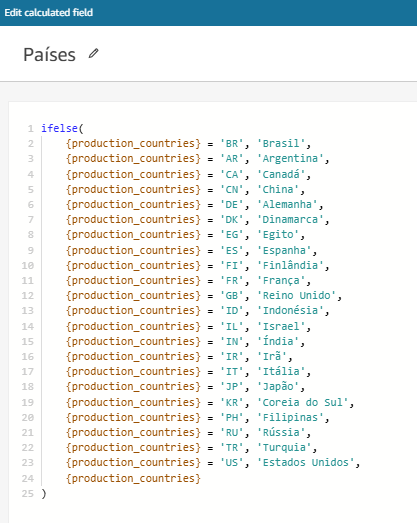 Edit calculated field
Países
1 ifelse(
2 {production_countries} = 'BR', 'Brasil',
3 {production_countries} = 'AR', 'Argentina',
4 {production_countries} = 'CA', 'Canadá',
5 {production_countries} = 'CN', 'China',
6 {production_countries} = 'DE', 'Alemanha',
7 {production_countries} = 'DK', 'Dinamarca',
8 {production_countries} = 'EG', 'Egito',
9 {production_countries} = 'ES', 'Espanha',
10 {production_countries} = 'FI', 'Finlândia',
11 {production_countries} = 'FR', 'França',
12 {production_countries} = 'GB', 'Reino Unido',
13 {production_countries} = 'ID', 'Indonésia',
14 {production_countries} = 'IL', 'Israel',
15 {production_countries} = 'IN', 'Índia',
16 {production_countries} = 'IR', 'Irã',
17 {production_countries} = 'IT', 'Itália',
18 {production_countries} = 'JP', 'Japão',
19 {production_countries} = 'KR', 'Coreia do Sul',
20 {production_countries} = 'PH', 'Filipinas',
21 {production_countries} = 'RU', 'Rússia',
22 {production_countries} = 'TR', 'Turquia',
23 {production_countries} = 'US', 'Estados Unidos',
24 {production_countries}
25 )